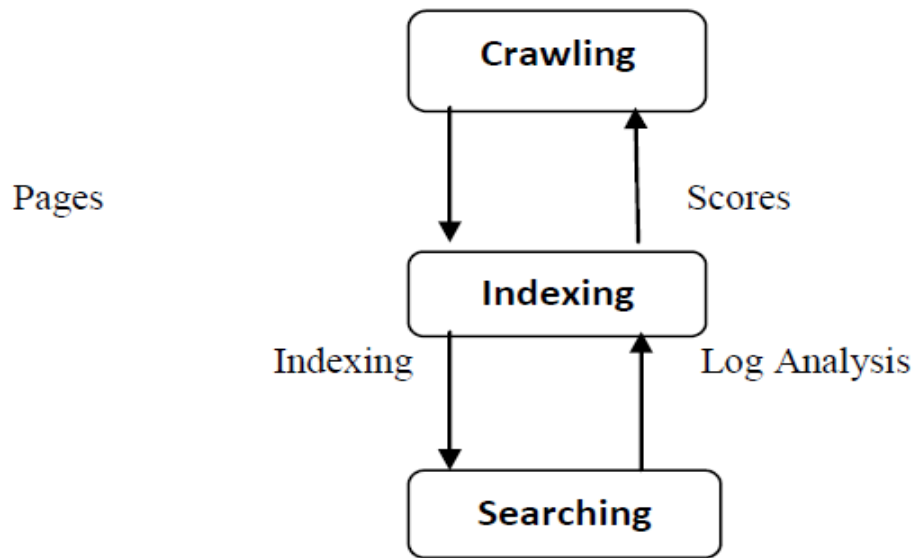 Crawling
Pages
Scores
Indexing
Indexing
Log Analysis
Searching